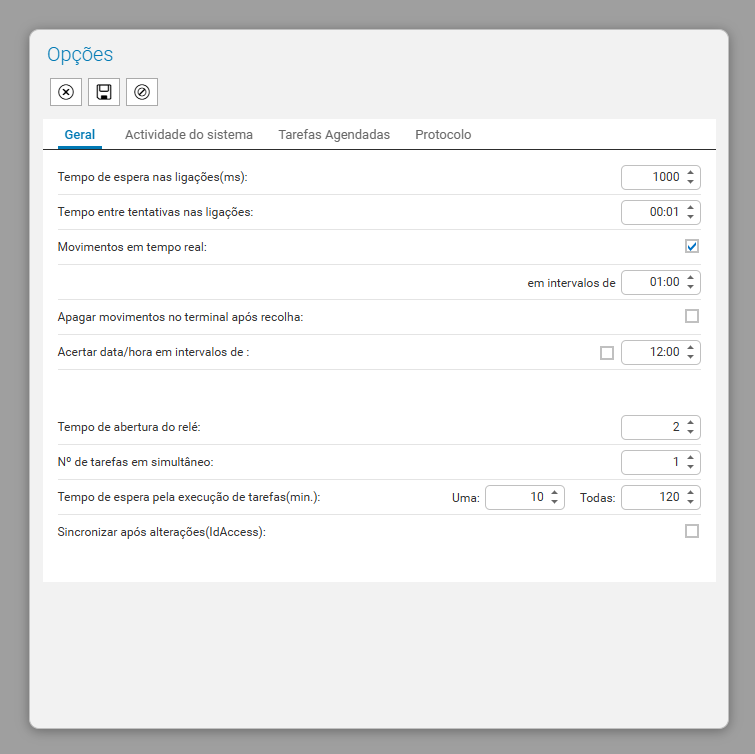 Opções
Geral Actividade do sistema Tarefas Agendadas Protocolo
Tempo de espera nas ligações(ms): 1000
Tempo entre tentativas nas ligações: 00:01
Movimentos em tempo real:
em intervalos de 01:00
Apagar movimentos no terminal após recolha:
Acertar data/hora em intervalos de : 12:00
Tempo de abertura do relé: 2
Nº de tarefas em simultâneo: 1
Tempo de espera pela execução de tarefas(min.): Uma: 10 Todas: 120
Sincronizar após alterações(IdAccess):